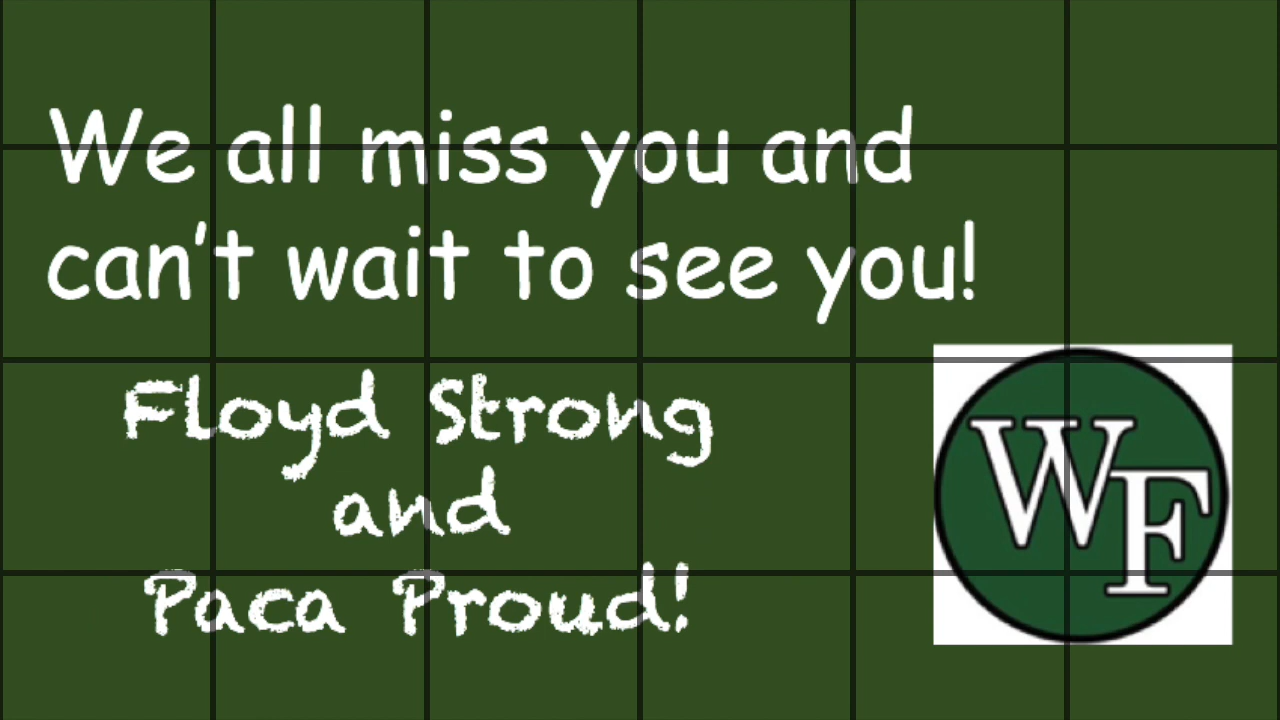 We all miss you and
can't wait to see you!
Floyd Strong
and
Paca Proud!
WF